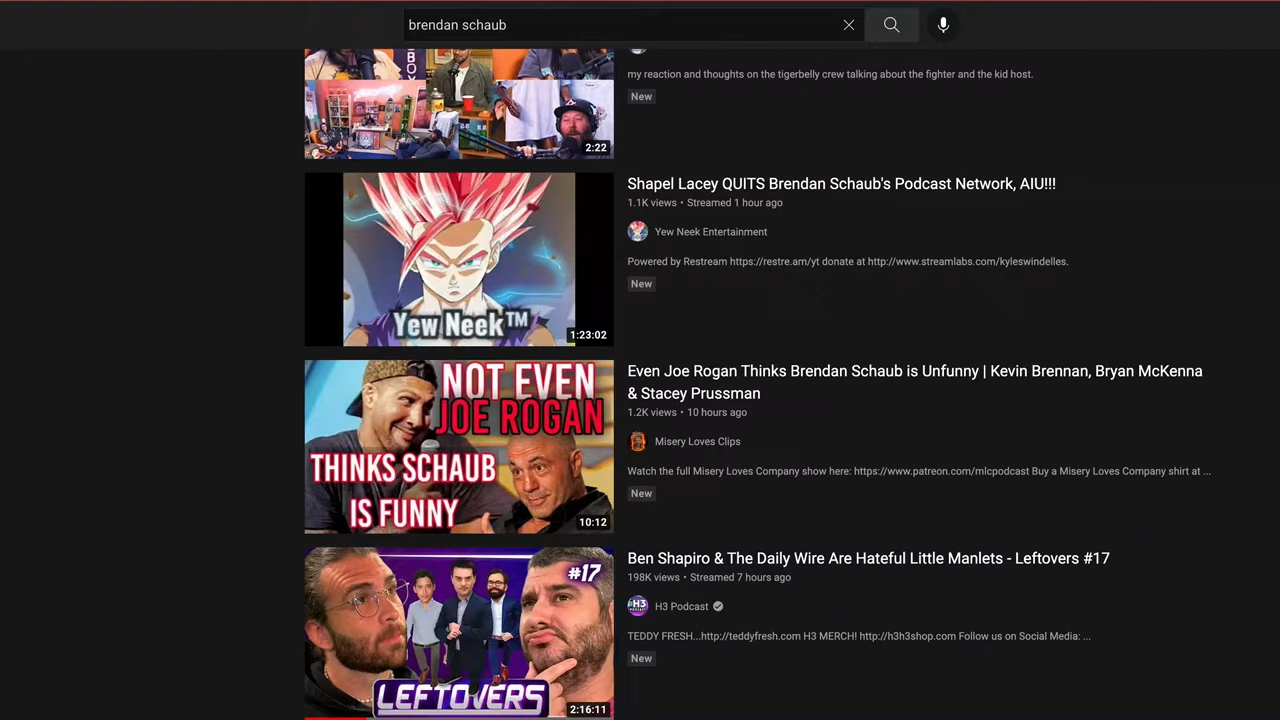 brendan schaub
BOX
my reaction and thoughts on the tigerbelly crew talking about the fighter and the kid host.
New
2:22
Shapel Lacey QUITS Brendan Schaub's Podcast Network, AIU!!!
1.1K views • Streamed 1 hour ago
Yew Neek Entertainment
Powered by Restream https://restre.am/yt donate at http://www.streamlabs.com/kyleswindelles.
New
Yew Neek™
1:23:02
NOT EVEN
JOE ROGAN
THINKS SCHAUB
IS FUNNY
10:12
Even Joe Rogan Thinks Brendan Schaub is Unfunny | Kevin Brennan, Bryan McKenna
& Stacey Prussman
1.2K views • 10 hours ago
Misery Loves Clips
Watch the full Misery Loves Company show here: https://www.patreon.com/mlcpodcast Buy a Misery Loves Company shirt at ...
New
#17
LEFTOVERS
2:16:11
Ben Shapiro & The Daily Wire Are Hateful Little Manlets - Leftovers #17
198K views • Streamed 7 hours ago
H3 Podcast
TEDDY FRESH...http://teddyfresh.com H3 MERCH! http://h3h3shop.com Follow us on Social Media: ...
New